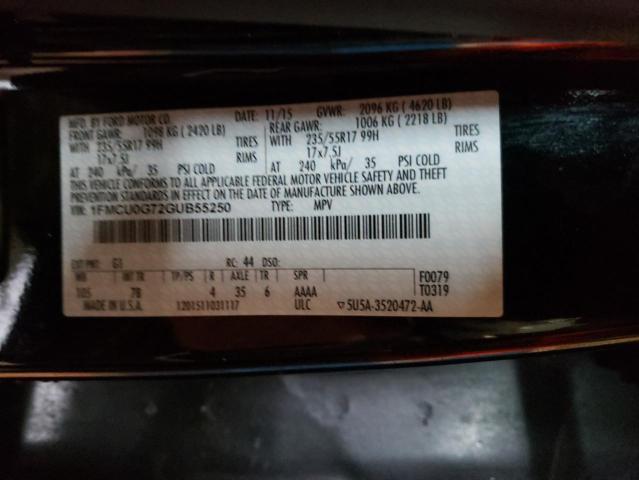 MFD. BY FORD MOTOR CO. DATE: 11/15 GVWR: 2096 KG ( 4620 LB)
FRONT GAWR: 1098 KG ( 2420 LB) REAR GAWR: 1006 KG ( 2218 LB)
WITH 235/55R17 99H TIRES WITH 235/55R17 99H TIRES
17x7.5J RIMS 17x7.5J RIMS
AT 240 kPa/ 35 PSI COLD AT 240 kPa/ 35 PSI COLD
THIS VEHICLE CONFORMS TO ALL APPLICABLE FEDERAL MOTOR VEHICLE SAFETY AND THEFT
PREVENTION STANDARDS IN EFFECT ON THE DATE OF MANUFACTURE SHOWN ABOVE.
VIN: 1FMCU0G72GUB55250 TYPE: MPV
EXT PNT: G1 RC: 44 DSO:
WB INT TR TP/PS R AXLE TR SPR F0079
105 78 4 35 6 AAAA T0319
MADE IN U.S.A. 1201511031117 ULC ▽ 5U5A-3520472-AA